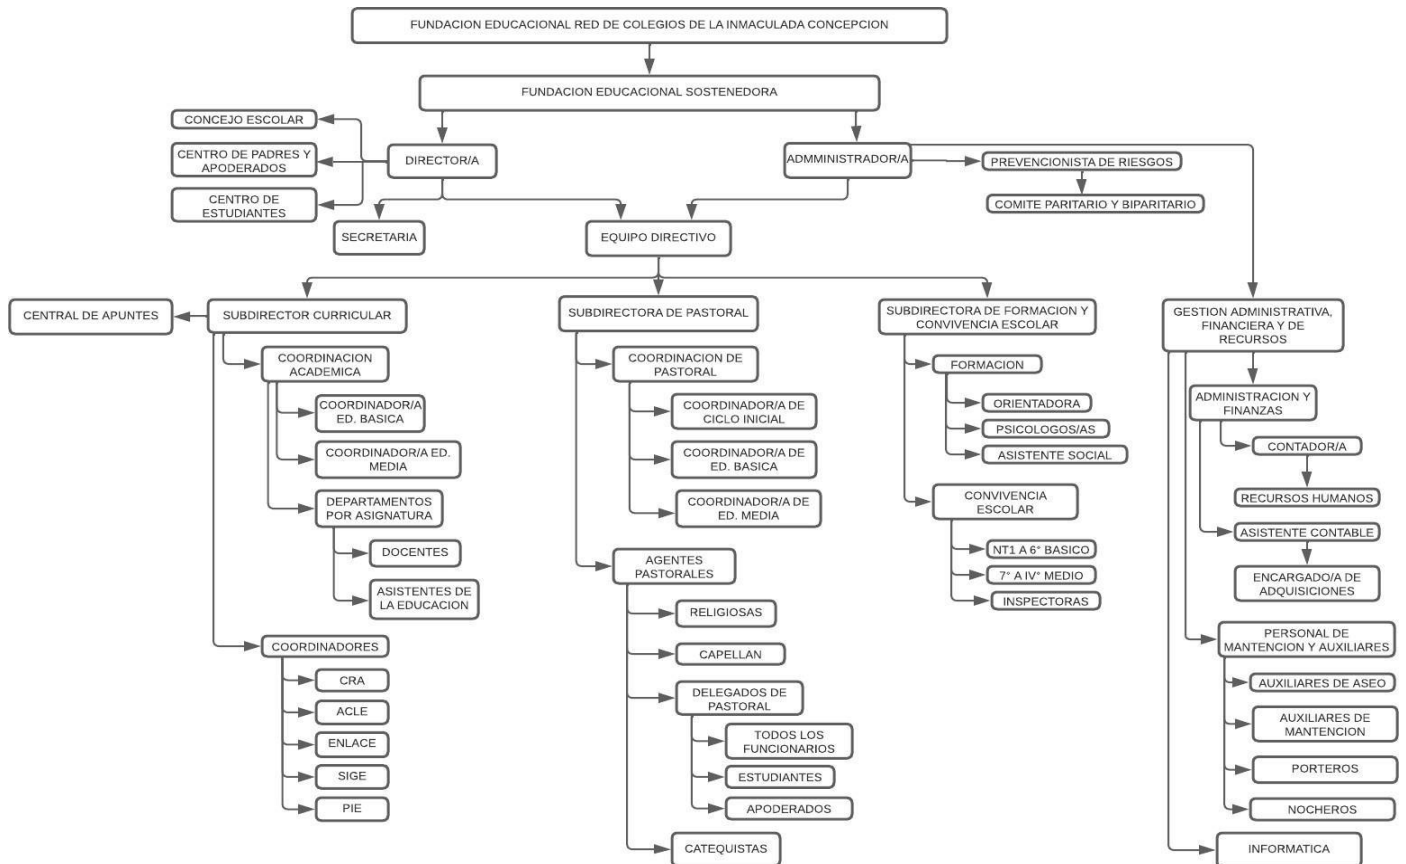 FUNDACION EDUCACIONAL RED DE COLEGIOS DE LA INMACULADA CONCEPCION
FUNDACION EDUCACIONAL SOSTENEDORA
CONCEJO ESCOLAR
CENTRO DE PADRES Y
APODERADOS
CENTRO DE
ESTUDIANTES
DIRECTOR/A
ADMMINISTRADOR/A
PREVENCIONISTA DE RIESGOS
COMITE PARITARIO Y BIPARITARIO
SECRETARIA
EQUIPO DIRECTIVO
CENTRAL DE APUNTES
SUBDIRECTOR CURRICULAR
COORDINACION
ACADEMICA
COORDINADOR/A
ED. BASICA
COORDINADOR/A ED.
MEDIA
DEPARTAMENTOS
POR ASIGNATURA
DOCENTES
ASISTENTES DE
LA EDUCACION
COORDINADORES
CRA
ACLE
ENLACE
SIGE
PIE
SUBDIRECTORA DE PASTORAL
COORDINACION DE
PASTORAL
COORDINADOR/A DE
CICLO INICIAL
COORDINADOR/A DE
ED. BASICA
COORDINADOR/A DE
ED. MEDIA
AGENTES
PASTORALES
RELIGIOSAS
CAPELLAN
DELEGADOS DE
PASTORAL
TODOS LOS
FUNCIONARIOS
ESTUDIANTES
APODERADOS
CATEQUISTAS
SUBDIRECTORA DE FORMACION Y
CONVIVENCIA ESCOLAR
FORMACION
ORIENTADORA
PSICOLOGOS/AS
ASISTENTE SOCIAL
CONVIVENCIA
ESCOLAR
NT1 A 6° BASICO
7° A IV° MEDIO
INSPECTORAS
GESTION ADMINISTRATIVA,
FINANCIERA Y DE
RECURSOS
ADMINISTRACION Y
FINANZAS
CONTADOR/A
RECURSOS HUMANOS
ASISTENTE CONTABLE
ENCARGADO/A DE
ADQUISICIONES
PERSONAL DE
MANTENCION Y AUXILIARES
AUXILIARES DE ASEO
AUXILIARES DE
MANTENCION
PORTEROS
NOCHEROS
INFORMATICA